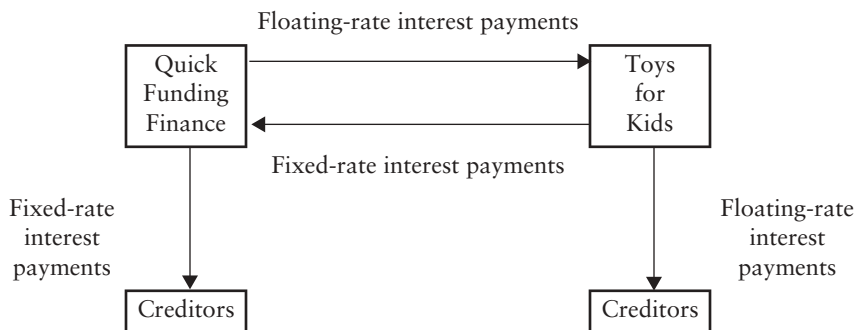 Floating-rate interest payments
Quick
Funding
Finance
Toys
for
Kids
Fixed-rate interest payments
Fixed-rate
interest
payments
Floating-rate
interest
payments
Creditors
Creditors